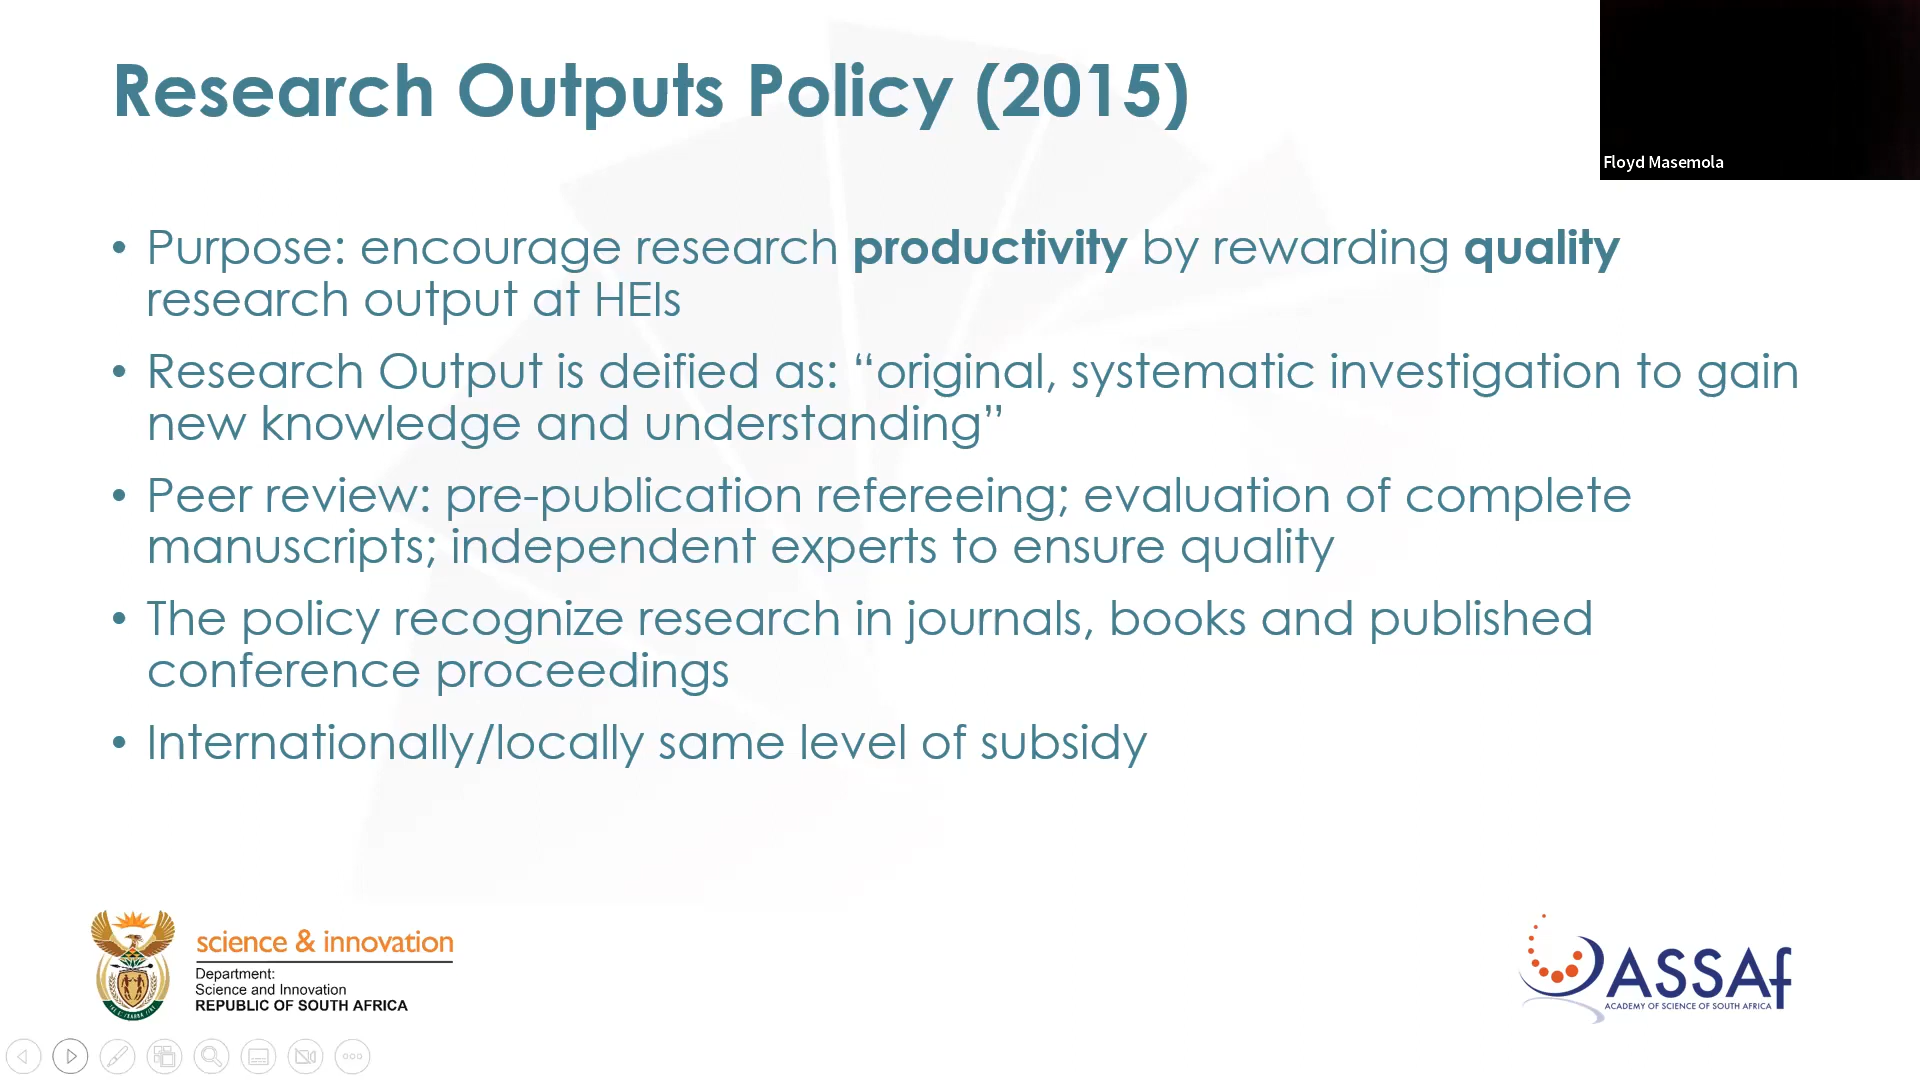 Research Outputs Policy (2015)
Floyd Masemola
• Purpose: encourage research productivity by rewarding quality
research output at HEIs
• Research Output is deified as: “original, systematic investigation to gain
new knowledge and understanding”
• Peer review: pre-publication refereeing; evaluation of complete
manuscripts; independent experts to ensure quality
• The policy recognize research in journals, books and published
conference proceedings
• Internationally/locally same level of subsidy
science & innovation
Department:
Science and Innovation
REPUBLIC OF SOUTH AFRICA
ASSAf
ACADEMY OF SCIENCE OF SOUTH AFRICA